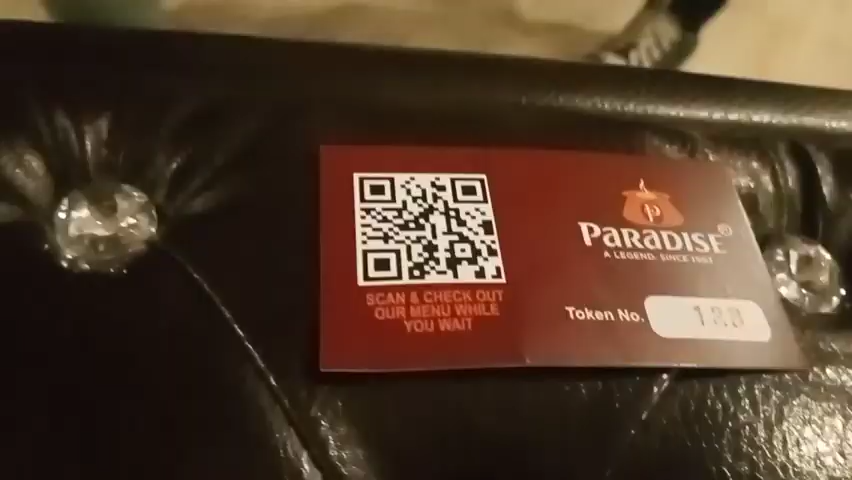 SCAN & CHECK OUT
OUR MENU WHILE
YOU WAIT
P
PARADISE®
A LEGEND. SINCE 1953
Token No.